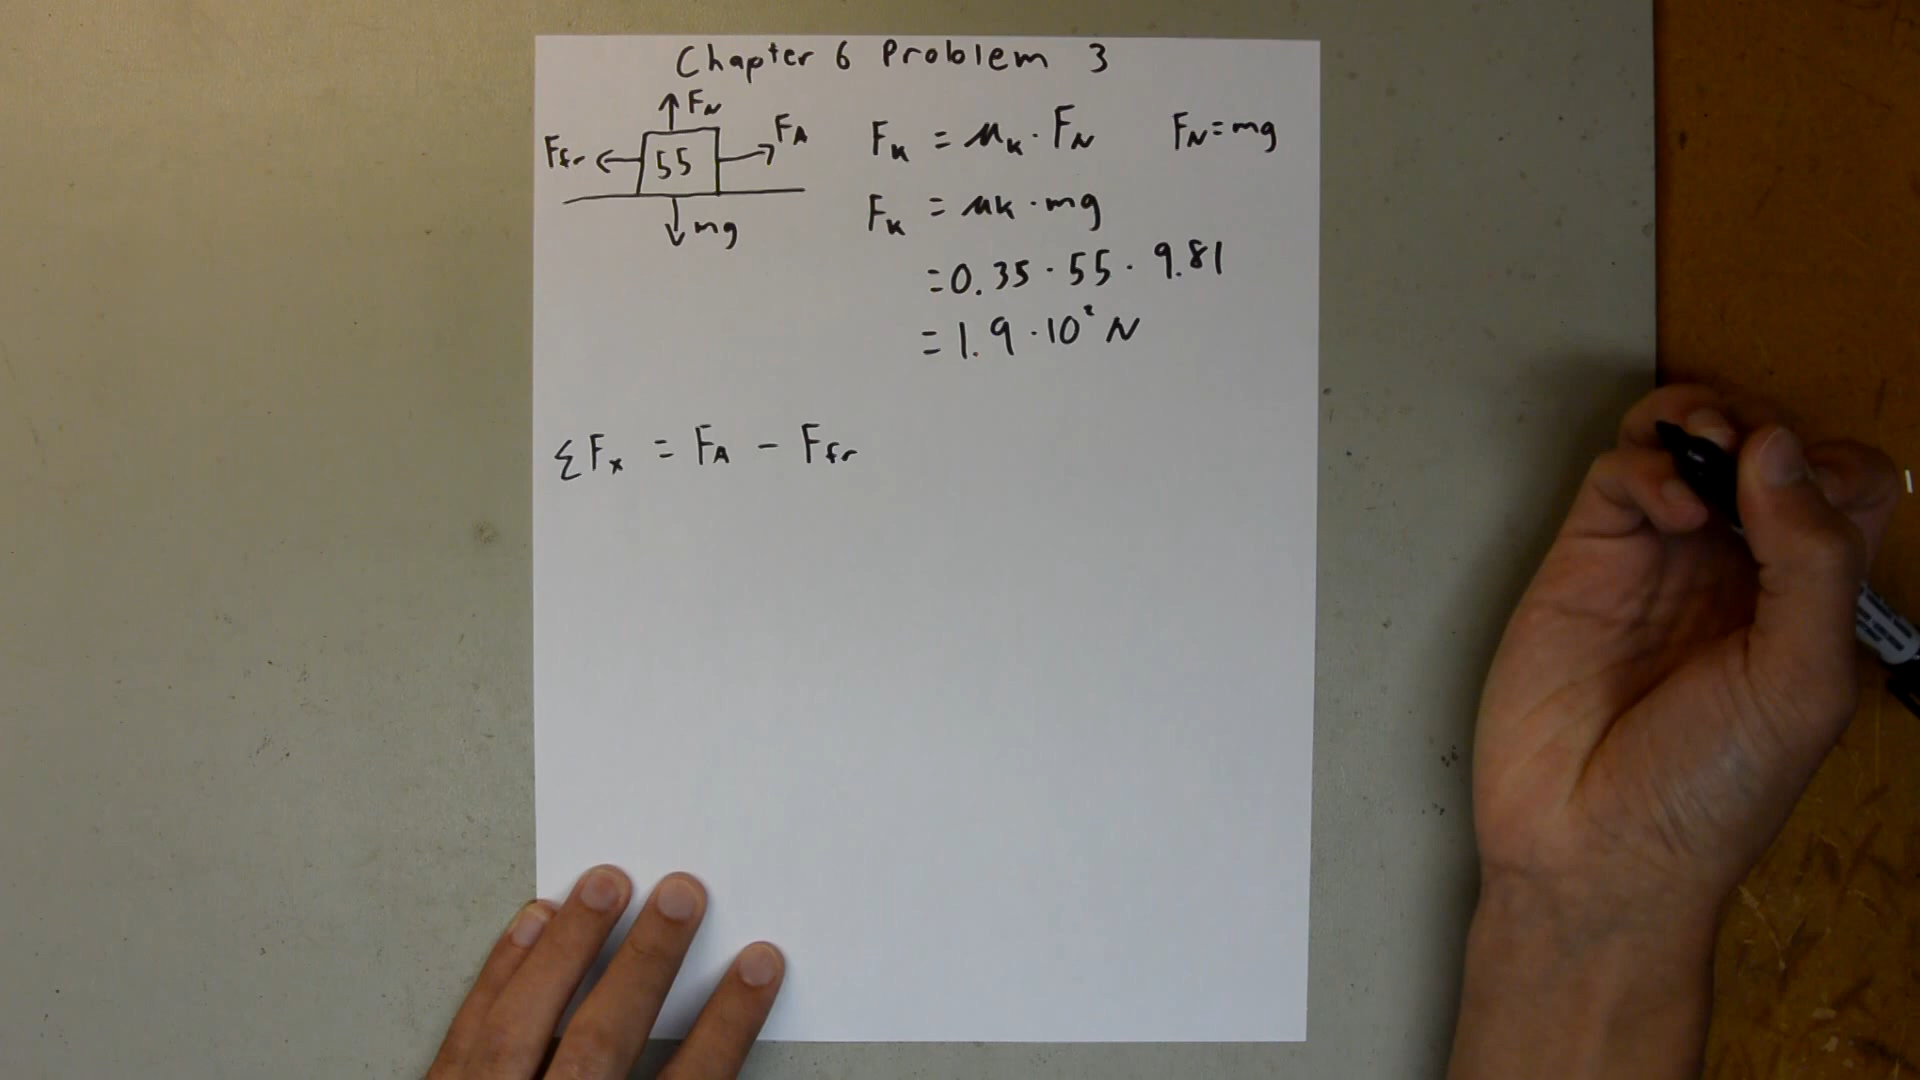 Chapter 6 Problem 3
F_N
F_fr
55
F_A
mg
F_k = μ_k · F_N
F_N = mg
F_k = μk · mg
= 0.35 · 55 · 9.81
= 1.9 · 10² N
ΣF_x = F_A - F_fr